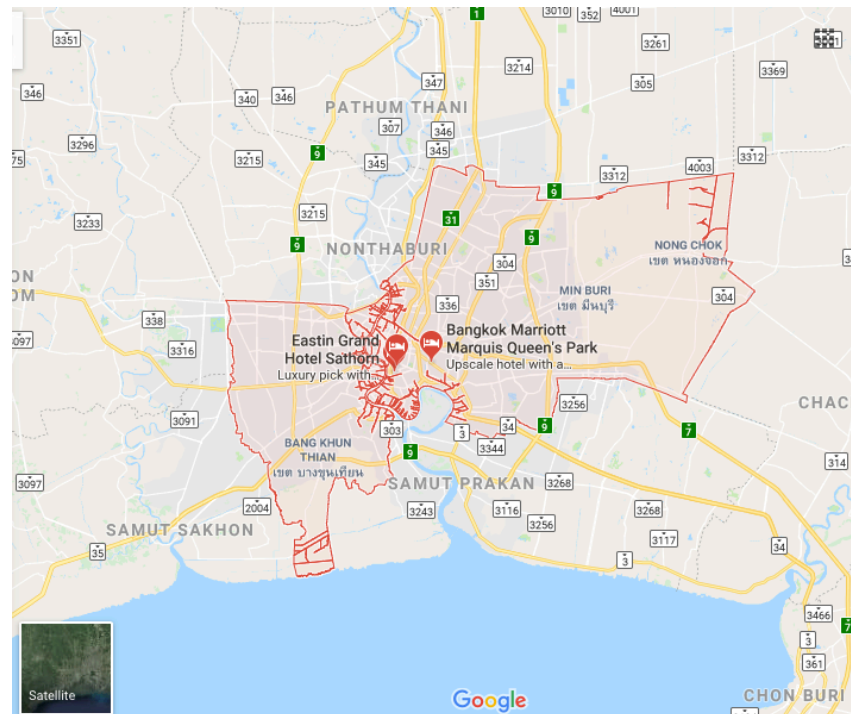 1
3010
352
4001
3351
3261
3214
347
305
3369
346
340
346
PATHUM THANI
307
346
345
3296
9
3215
345
3312
4003
3312
3215
9
31
9
9
3233
NONTHABURI
NONG CHOK
เขต หนองจอก
304
351
MIN BURI
เขต มีนบุรี
304
336
338
3316
Eastin Grand
Hotel Sathorn
Luxury pick with...
Bangkok Marriott
Marquis Queen's Park
Upscale hotel with a...
3091
303
3
34
9
3256
7
CHAC
3344
BANG KHUN
THIAN
เขต บางขุนเทียน
9
314
3097
SAMUT PRAKAN
3268
2004
3243
3116
3256
3268
3117
SAMUT SAKHON
35
3
34
3466
3
7
361
Satellite
Google
CHON BURI